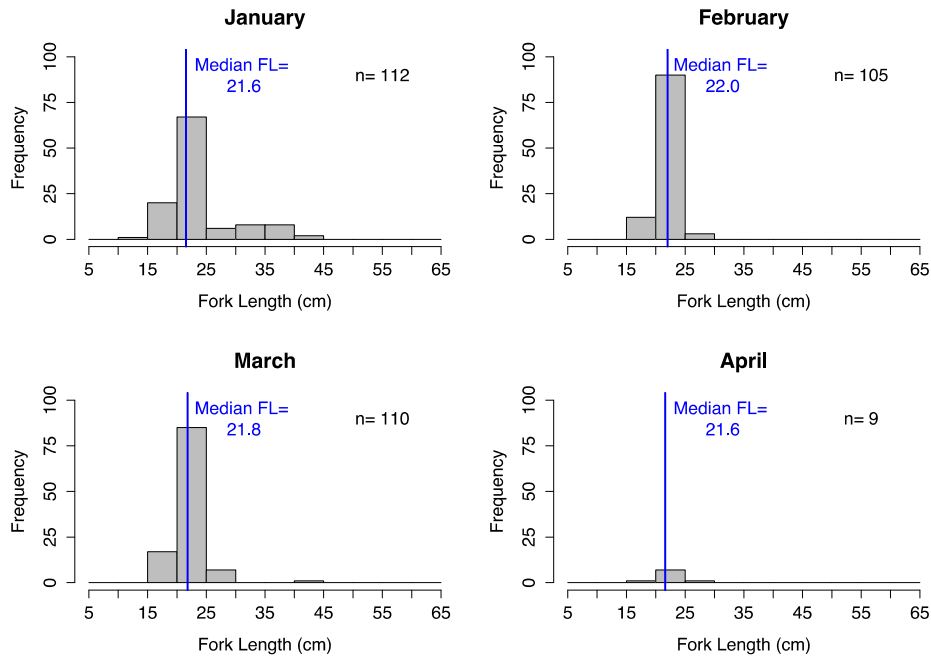 January
Median FL=
21.6
n= 112
100
75
50
25
0
Frequency
5 15 25 35 45 55 65
Fork Length (cm)
February
Median FL=
22.0
n= 105
100
75
50
25
0
Frequency
5 15 25 35 45 55 65
Fork Length (cm)
March
Median FL=
21.8
n= 110
100
75
50
25
0
Frequency
5 15 25 35 45 55 65
Fork Length (cm)
April
Median FL=
21.6
n= 9
100
75
50
25
0
Frequency
5 15 25 35 45 55 65
Fork Length (cm)